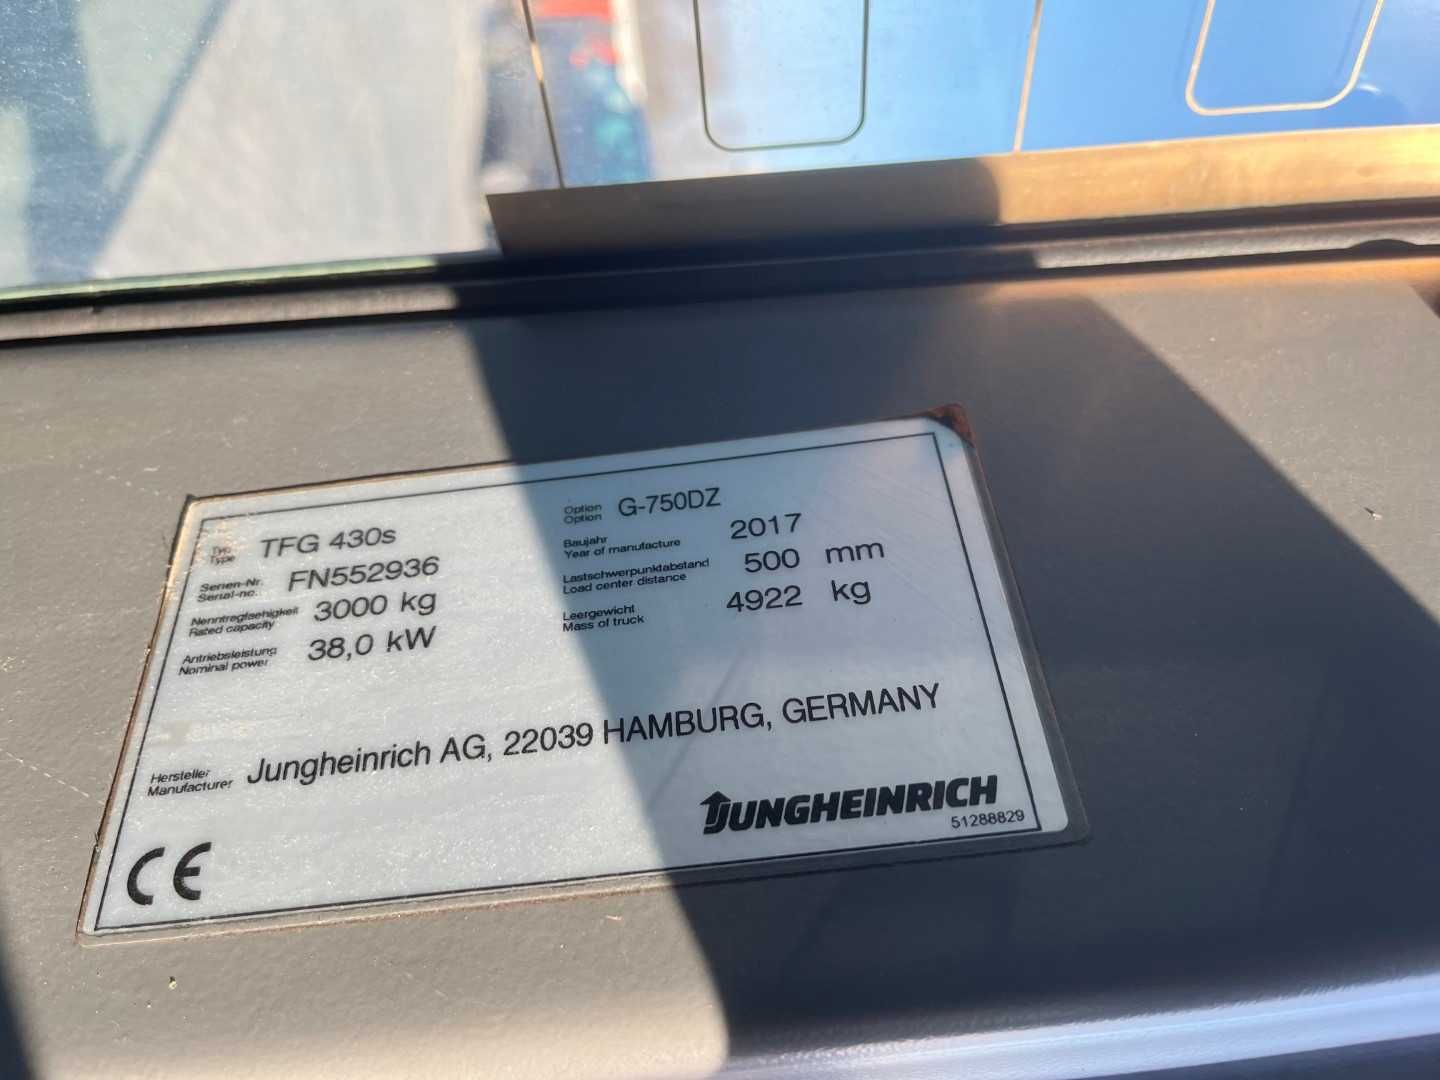 Typ
Type
TFG 430s
Option
Option
G-750DZ
Serien-Nr.
Serial-no.
FN552936
Baujahr
Year of manufacture
2017
Nenntragfaehigkeit
Rated capacity
3000 kg
Lastschwerpunktabstand
Load center distance
500 mm
Antriebsleistung
Nominal power
38,0 kW
Leergewicht
Mass of truck
4922 kg
Hersteller
Manufacturer
Jungheinrich AG, 22039 HAMBURG, GERMANY
JUNGHEINRICH
51288829
CE